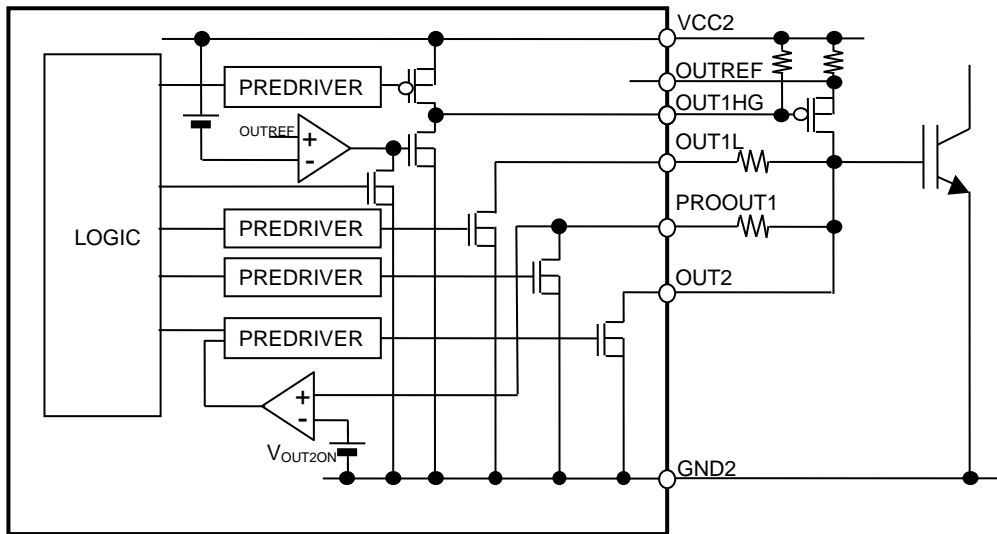 VCC2
OUTREF
PREDRIVER
OUT1HG
OUTREF
+
-
OUT1L
PROOUT1
LOGIC
PREDRIVER
PREDRIVER
OUT2
PREDRIVER
+
-
VOUT2ON
GND2